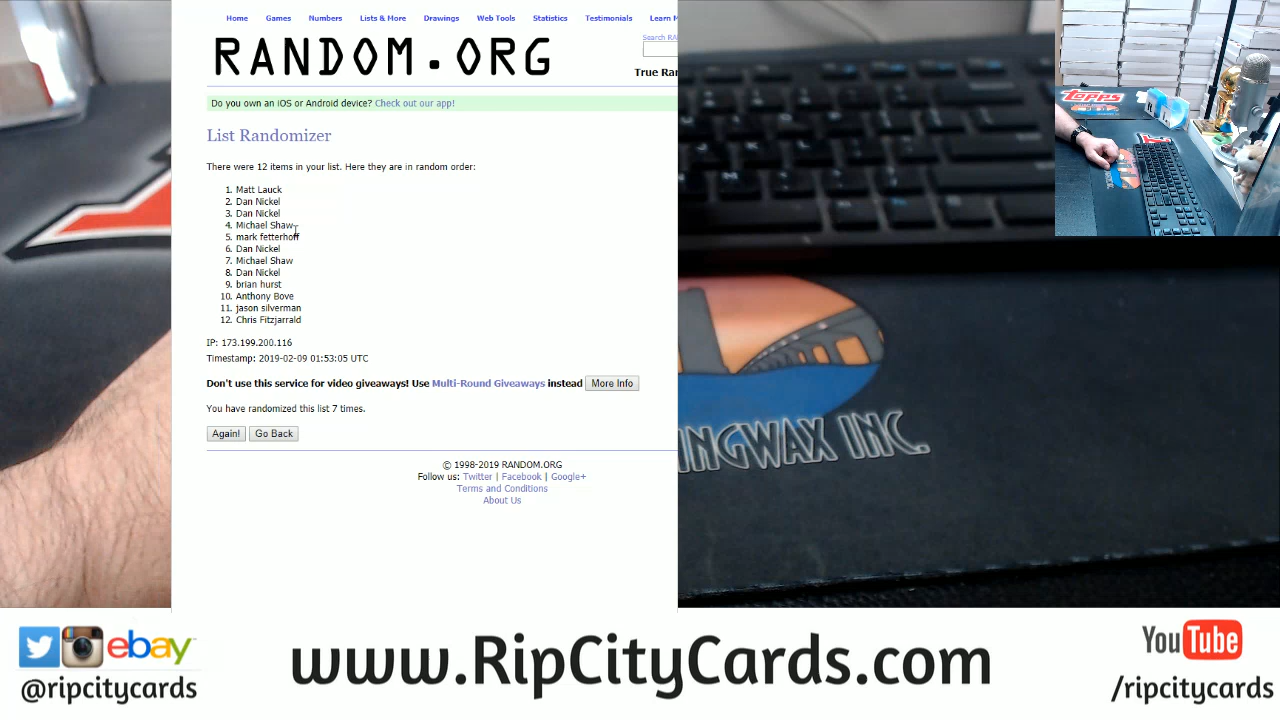 Home Games Numbers Lists & More Drawings Web Tools Statistics Testimonials Learn
RANDOM.ORG
True
Do you own an iOS or Android device? Check out our app!
List Randomizer
There were 12 items in your list. Here they are in random order:
1. Matt Lauck
2. Dan Nickel
3. Dan Nickel
4. Michael Shaw
5. mark fetterhoff
6. Dan Nickel
7. Michael Shaw
8. Dan Nickel
9. brian hurst
10. Anthony Bove
11. jason silverman
12. Chris Fitzjarrald
IP: 173.199.200.116
Timestamp: 2019-02-09 01:53:05 UTC
Don't use this service for video giveaways! Use Multi-Round Giveaways instead More Info
You have randomized this list 7 times.
Again! Go Back
© 1998-2019 RANDOM.ORG
Follow us: Twitter | Facebook | Google+
Terms and Conditions
About Us
Topps
INGWAX INC.
ebay
@ripcitycards
www.RipCityCards.com
YouTube
/ripcitycards